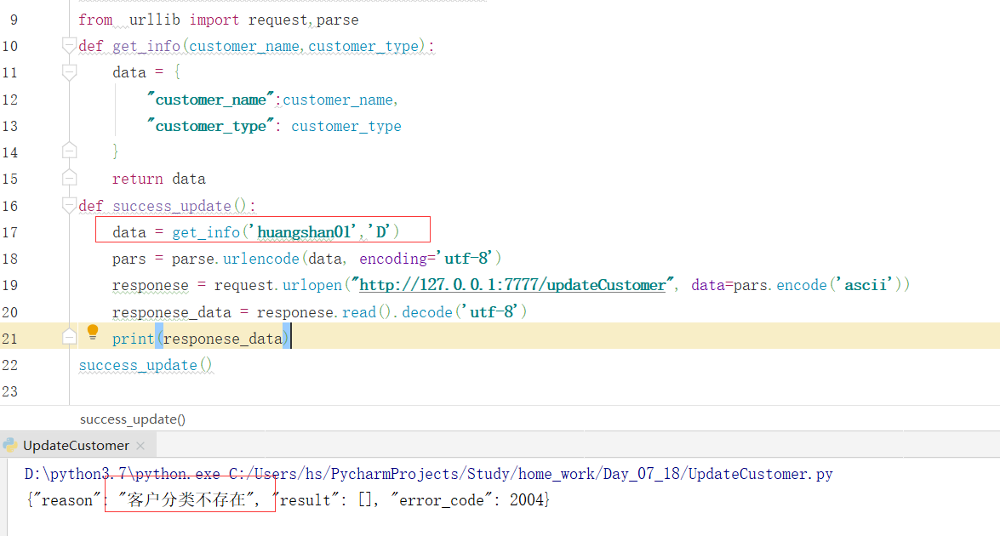 9 from  urllib import request,parse
10 def get_info(customer_name,customer_type):
11 data = {
12 "customer_name":customer_name,
13 "customer_type": customer_type
14 }
15 return data
16 def success_update():
17 data = get_info('huangshan01','D')
18 pars = parse.urlencode(data, encoding='utf-8')
19 responese = request.urlopen("http://127.0.0.1:7777/updateCustomer", data=pars.encode('ascii'))
20 responese_data = responese.read().decode('utf-8')
21 print(responese_data)
22 success_update()
23
success_update()
UpdateCustomer ×
D:\python3.7\python.exe C:/Users/hs/PycharmProjects/Study/home_work/Day_07_18/UpdateCustomer.py
{"reason": "客户分类不存在", "result": [], "error_code": 2004}